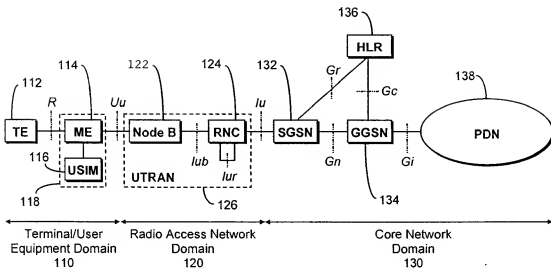 136
HLR
112
114
122
124
132
138
R
Uu
Iu
Gr
Gc
TE
ME
Node B
RNC
SGSN
GGSN
PDN
116
USIM
118
UTRAN
Iub
Iur
126
Gn
Gi
134
Terminal/User
Equipment Domain
110
Radio Access Network
Domain
120
Core Network
Domain
130